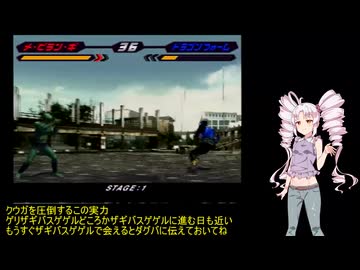 メ・ビラン・ギ 36 ドラゴンフォーム
STAGE:1
クウガを圧倒するこの実力
ゲリザギバスゲゲルどころかザギバスゲゲルに進む日も近い
もうすぐザギバスゲゲルで会えるとダグバに伝えておいてね